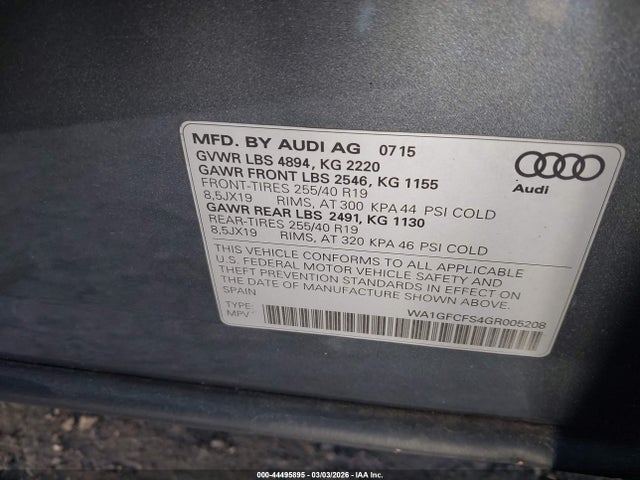 MFD. BY AUDI AG 0715
GVWR LBS 4894, KG 2220
GAWR FRONT LBS 2546, KG 1155
FRONT-TIRES 255/40 R19
8,5JX19 RIMS, AT 300 KPA 44 PSI COLD
GAWR REAR LBS 2491, KG 1130
REAR-TIRES 255/40 R19
8,5JX19 RIMS, AT 320 KPA 46 PSI COLD
THIS VEHICLE CONFORMS TO ALL APPLICABLE
U.S. FEDERAL MOTOR VEHICLE SAFETY AND
THEFT PREVENTION STANDARDS IN EFFECT ON
THE DATE OF MANUFACTURE SHOWN ABOVE.
SPAIN
TYPE:
MPV
WA1GFCFS4GR005208
Audi
000-44495895 - 03/03/2026 - IAA Inc.